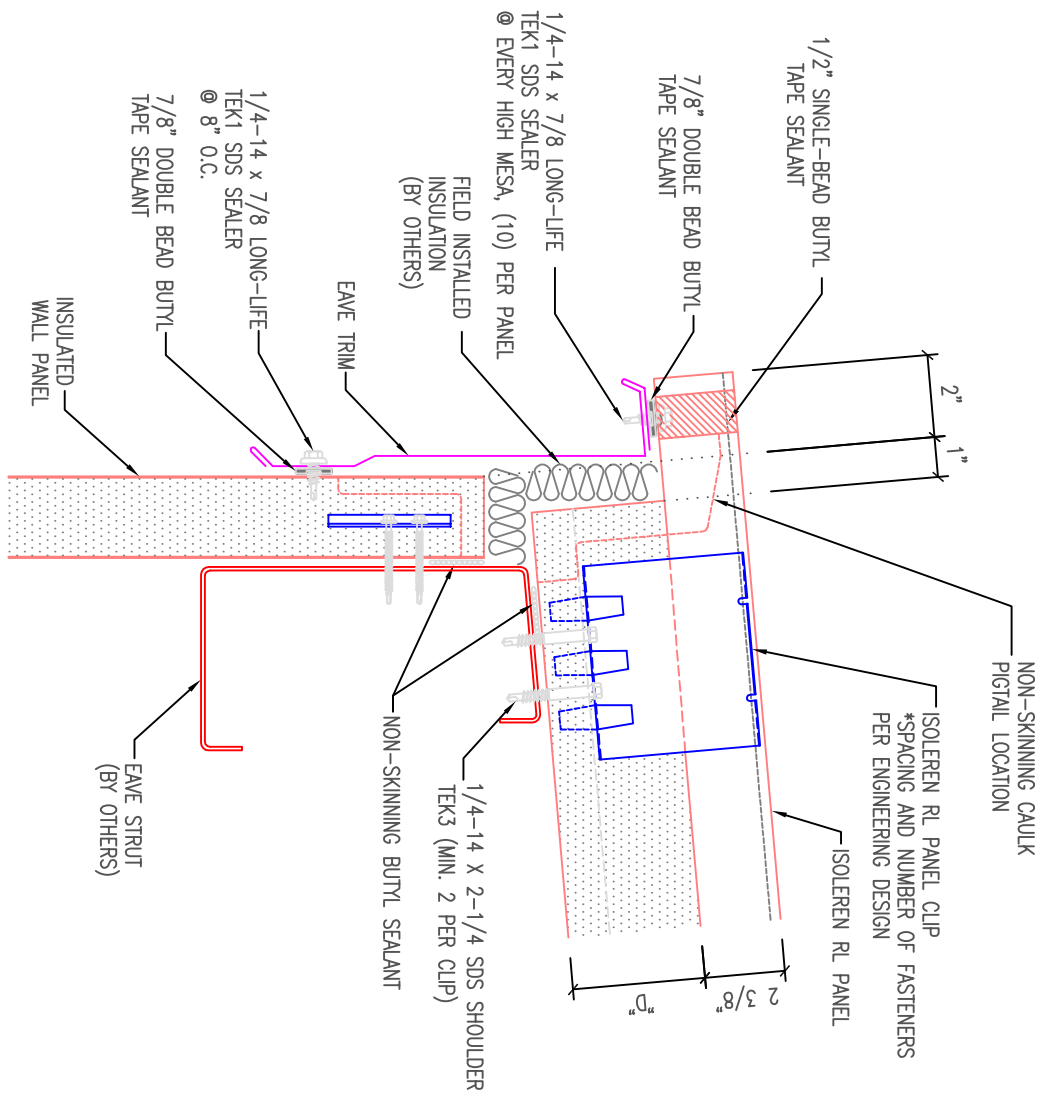 1/2" SINGLE-BEAD BUTYL
TAPE SEALANT
7/8" DOUBLE BEAD BUTYL
TAPE SEALANT
1/4-14 x 7/8 LONG-LIFE
TEK1 SDS SEALER
@ EVERY HIGH MESA, (10) PER PANEL
FIELD INSTALLED
INSULATION
(BY OTHERS)
EAVE TRIM
1/4-14 x 7/8 LONG-LIFE
TEK1 SDS SEALER
@ 8" O.C.
7/8" DOUBLE BEAD BUTYL
TAPE SEALANT
INSULATED
WALL PANEL
2"
1"
NON-SKINNING CAULK
PIGTAIL LOCATION
ISOLEREN RL PANEL CLIP
*SPACING AND NUMBER OF FASTENERS
PER ENGINEERING DESIGN
ISOLEREN RL PANEL
2 3/8"
"D"
1/4-14 X 2-1/4 SDS SHOULDER
TEK3 (MIN. 2 PER CLIP)
NON-SKINNING BUTYL SEALANT
EAVE STRUT
(BY OTHERS)